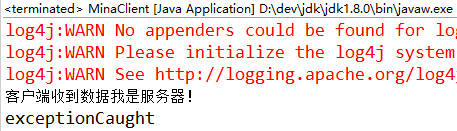 <terminated> MinaClient [Java Application] D:\dev\jdk\jdk1.8.0\bin\javaw.exe
log4j:WARN No appenders could be found for log
log4j:WARN Please initialize the log4j system
log4j:WARN See http://logging.apache.org/log4
客户端收到数据我是服务器!
exceptionCaught